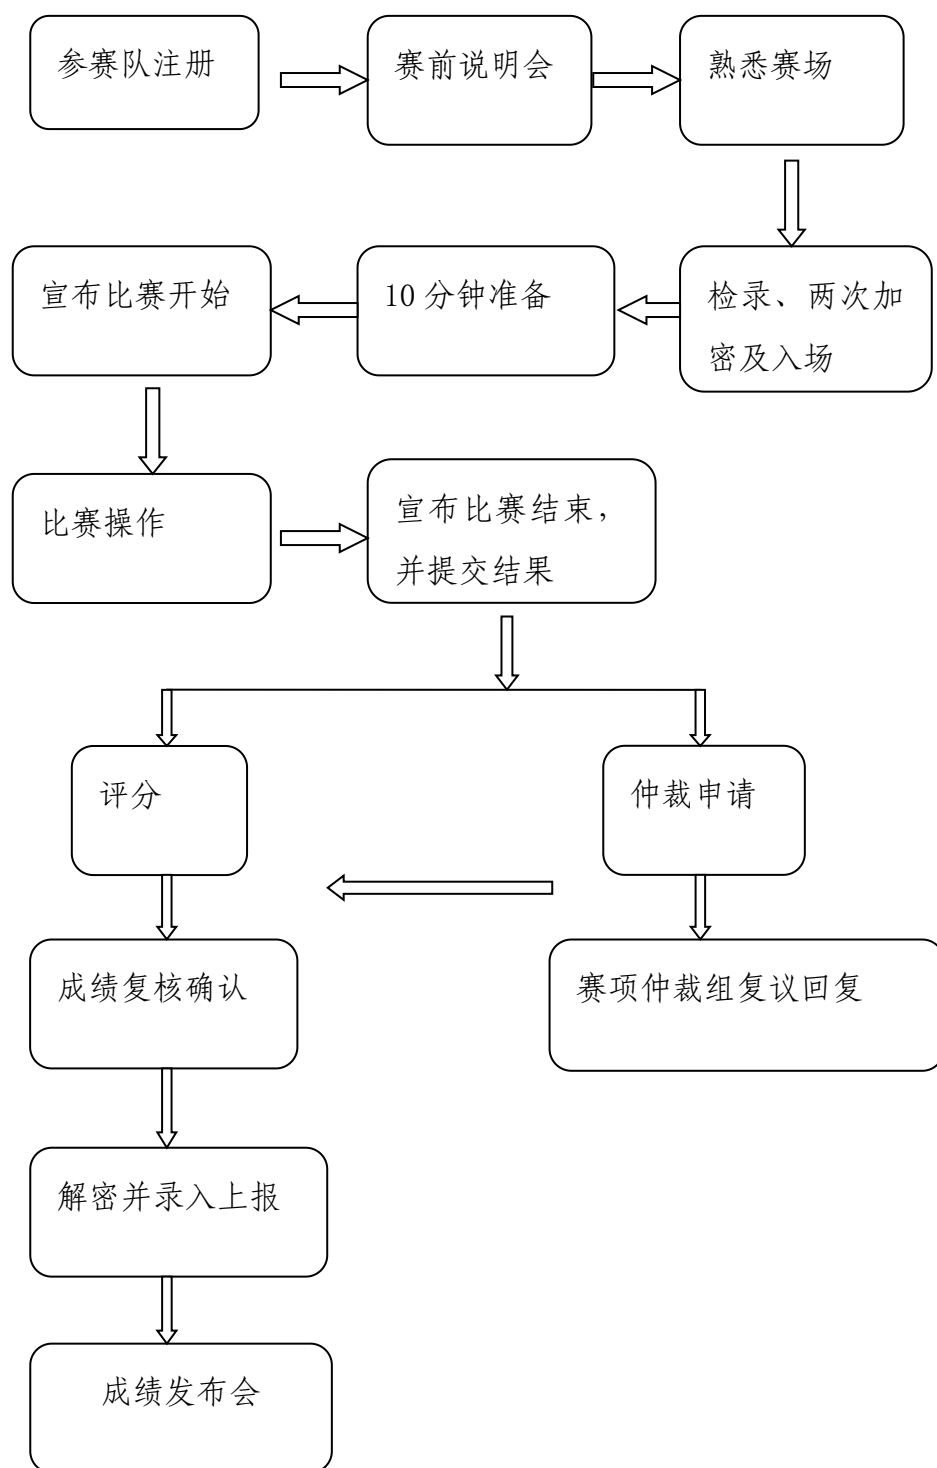 参赛队注册
赛前说明会
熟悉赛场
宣布比赛开始
10 分钟准备
检录、两次加
密及入场
比赛操作
宣布比赛结束，
并提交结果
评分
仲裁申请
成绩复核确认
赛项仲裁组复议回复
解密并录入上报
成绩发布会